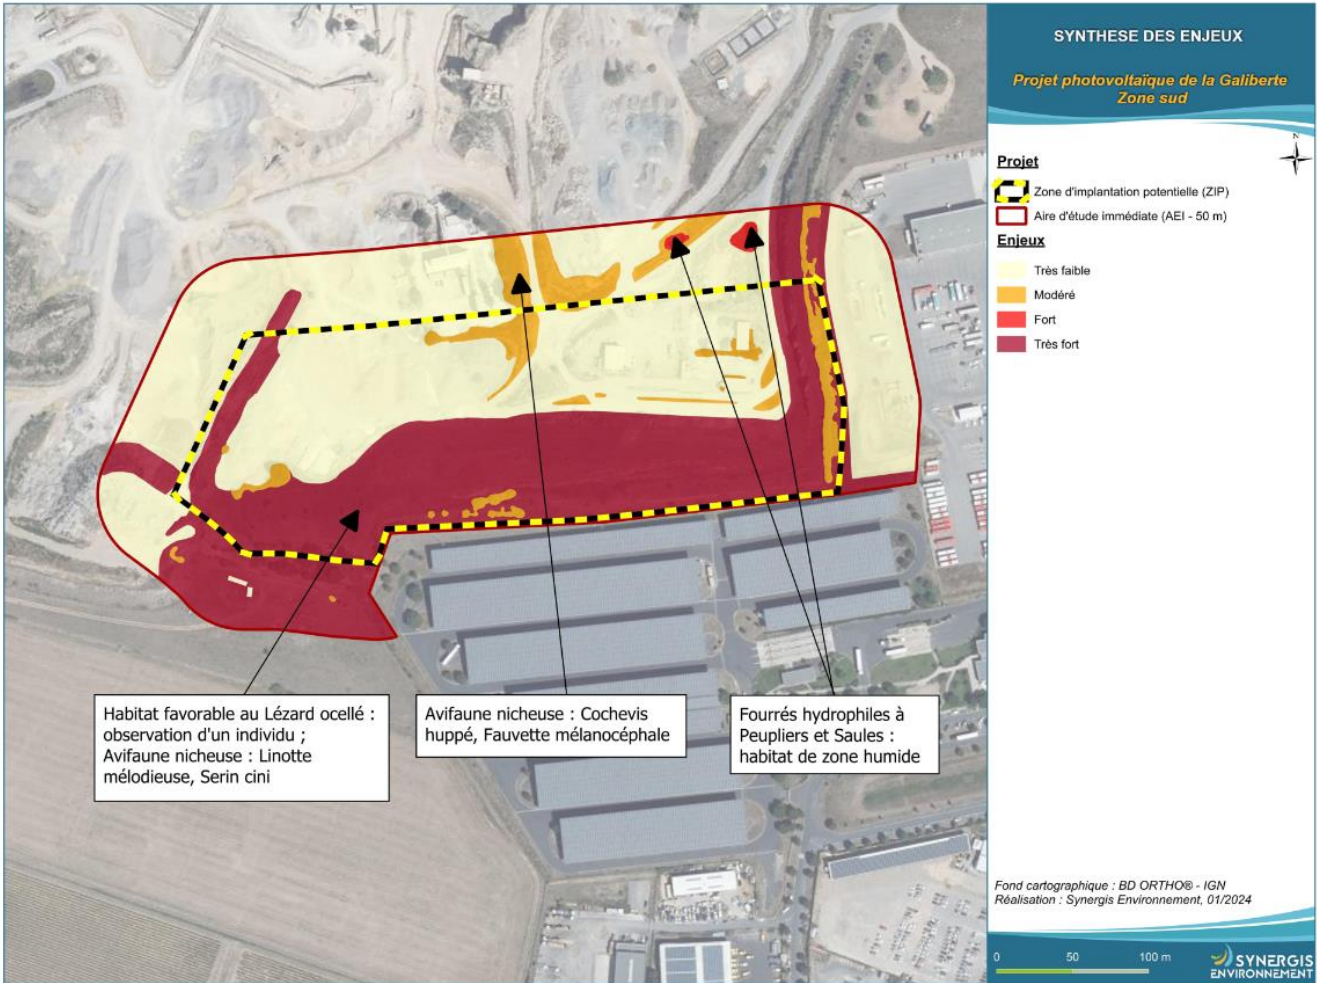 SYNTHESE DES ENJEUX
Projet photovoltaïque de la Galiberte
Zone sud
N
Projet
Zone d'implantation potentielle (ZIP)
Aire d'étude immédiate (AEI - 50 m)
Enjeux
Très faible
Modéré
Fort
Très fort
Habitat favorable au Lézard ocellé :
observation d'un individu ;
Avifaune nicheuse : Linotte
mélodieuse, Serin cini
Avifaune nicheuse : Cochevis
huppé, Fauvette mélanocéphale
Fourrés hydrophiles à
Peupliers et Saules :
habitat de zone humide
Fond cartographique : BD ORTHO® - IGN
Réalisation : Synergis Environnement, 01/2024
0 50 100 m
SYNERGIS
ENVIRONNEMENT